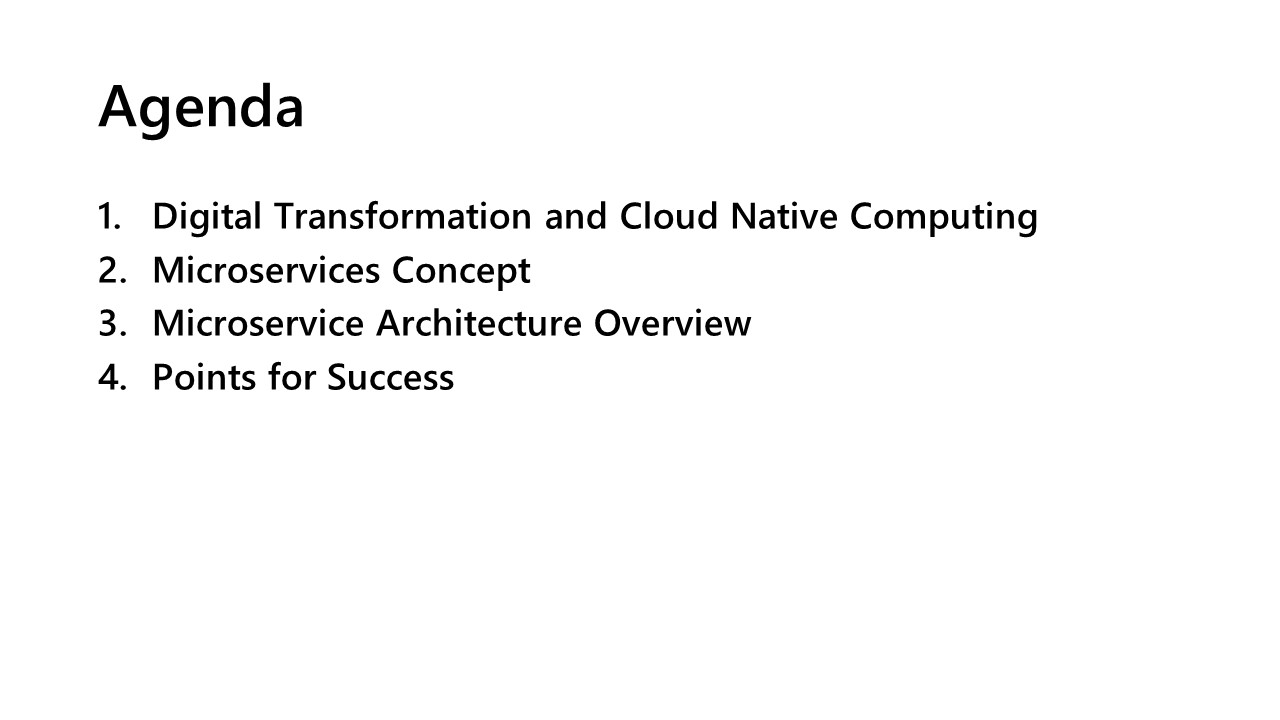 Agenda
1. Digital Transformation and Cloud Native Computing
2. Microservices Concept
3. Microservice Architecture Overview
4. Points for Success